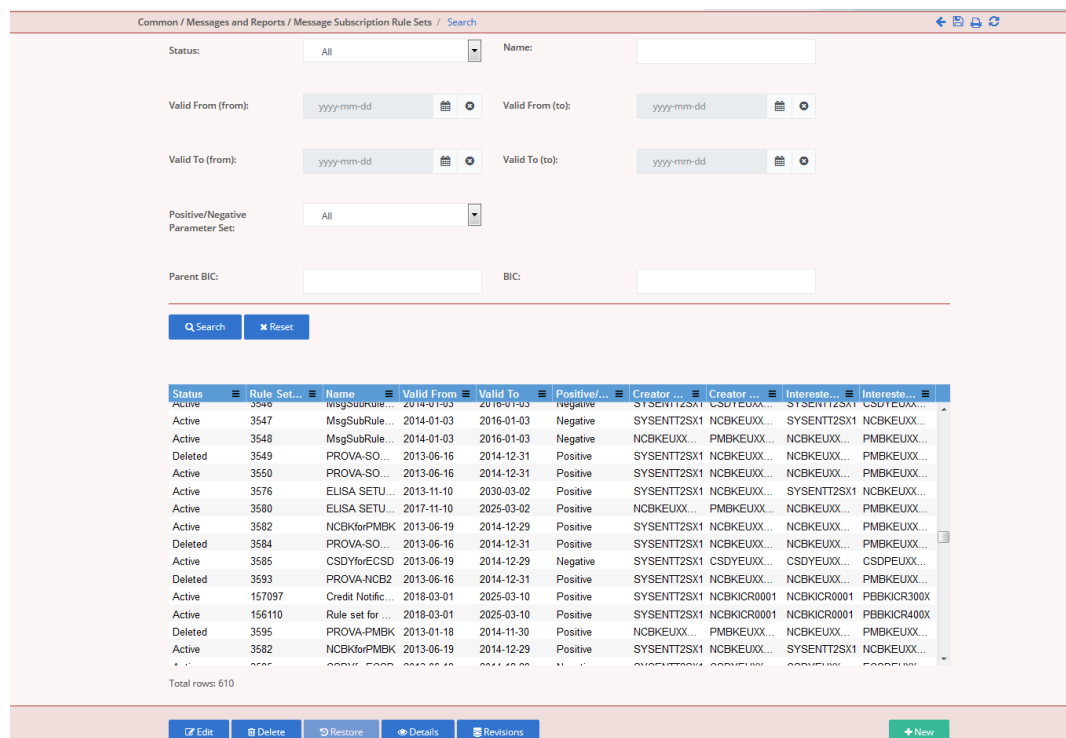 Common / Messages and Reports / Message Subscription Rule Sets / Search
Status: All Name:
Valid From (from): yyyy-mm-dd Valid From (to): yyyy-mm-dd
Valid To (from): yyyy-mm-dd Valid To (to): yyyy-mm-dd
Positive/Negative Parameter Set: All
Parent BIC: BIC:
Search Reset
Status Rule Set... Name Valid From Valid To Positive/... Creator ... Creator ... Intereste... Intereste...
Active 3546 MsgSubRule... 2014-01-03 2016-01-03 Negative SYSENTT2SX1 CSDYEUXX... SYSENTT2SX1 CSDYEUXX...
Active 3547 MsgSubRule... 2014-01-03 2016-01-03 Negative SYSENTT2SX1 NCBKEUXX... SYSENTT2SX1 NCBKEUXX...
Active 3548 MsgSubRule... 2014-01-03 2016-01-03 Negative NCBKEUXX... PMBKEUXX... NCBKEUXX... PMBKEUXX...
Deleted 3549 PROVA-SO... 2013-06-16 2014-12-31 Positive SYSENTT2SX1 NCBKEUXX... NCBKEUXX... PMBKEUXX...
Active 3550 PROVA-SO... 2013-06-16 2014-12-31 Positive SYSENTT2SX1 NCBKEUXX... NCBKEUXX... PMBKEUXX...
Active 3576 ELISA SETU... 2013-11-10 2030-03-02 Positive SYSENTT2SX1 NCBKEUXX... SYSENTT2SX1 NCBKEUXX...
Active 3580 ELISA SETU... 2017-11-10 2025-03-02 Positive NCBKEUXX... PMBKEUXX... NCBKEUXX... PMBKEUXX...
Active 3582 NCBKforPMBK 2013-06-19 2014-12-29 Positive SYSENTT2SX1 NCBKEUXX... NCBKEUXX... PMBKEUXX...
Deleted 3584 PROVA-SO... 2013-06-16 2014-12-31 Positive SYSENTT2SX1 NCBKEUXX... NCBKEUXX... PMBKEUXX...
Active 3585 CSDYforECSD 2013-06-19 2014-12-29 Negative SYSENTT2SX1 CSDYEUXX... CSDYEUXX... CSDPEUXX...
Deleted 3593 PROVA-NCB2 2013-06-16 2014-12-31 Positive SYSENTT2SX1 NCBKEUXX... NCBKEUXX... PMBKEUXX...
Active 157097 Credit Notific... 2018-03-01 2025-03-10 Positive SYSENTT2SX1 NCBKICR0001 NCBKICR0001 PBBKICR300X
Active 156110 Rule set for ... 2018-03-01 2025-03-10 Positive SYSENTT2SX1 NCBKICR0001 NCBKICR0001 PBBKICR400X
Deleted 3595 PROVA-PMBK 2013-01-18 2014-11-30 Positive NCBKEUXX... PMBKEUXX... NCBKEUXX... PMBKEUXX...
Active 3582 NCBKforPMBK 2013-06-19 2014-12-29 Positive SYSENTT2SX1 NCBKEUXX... SYSENTT2SX1 NCBKEUXX...
Total rows: 610
Edit Delete Restore Details Revisions New